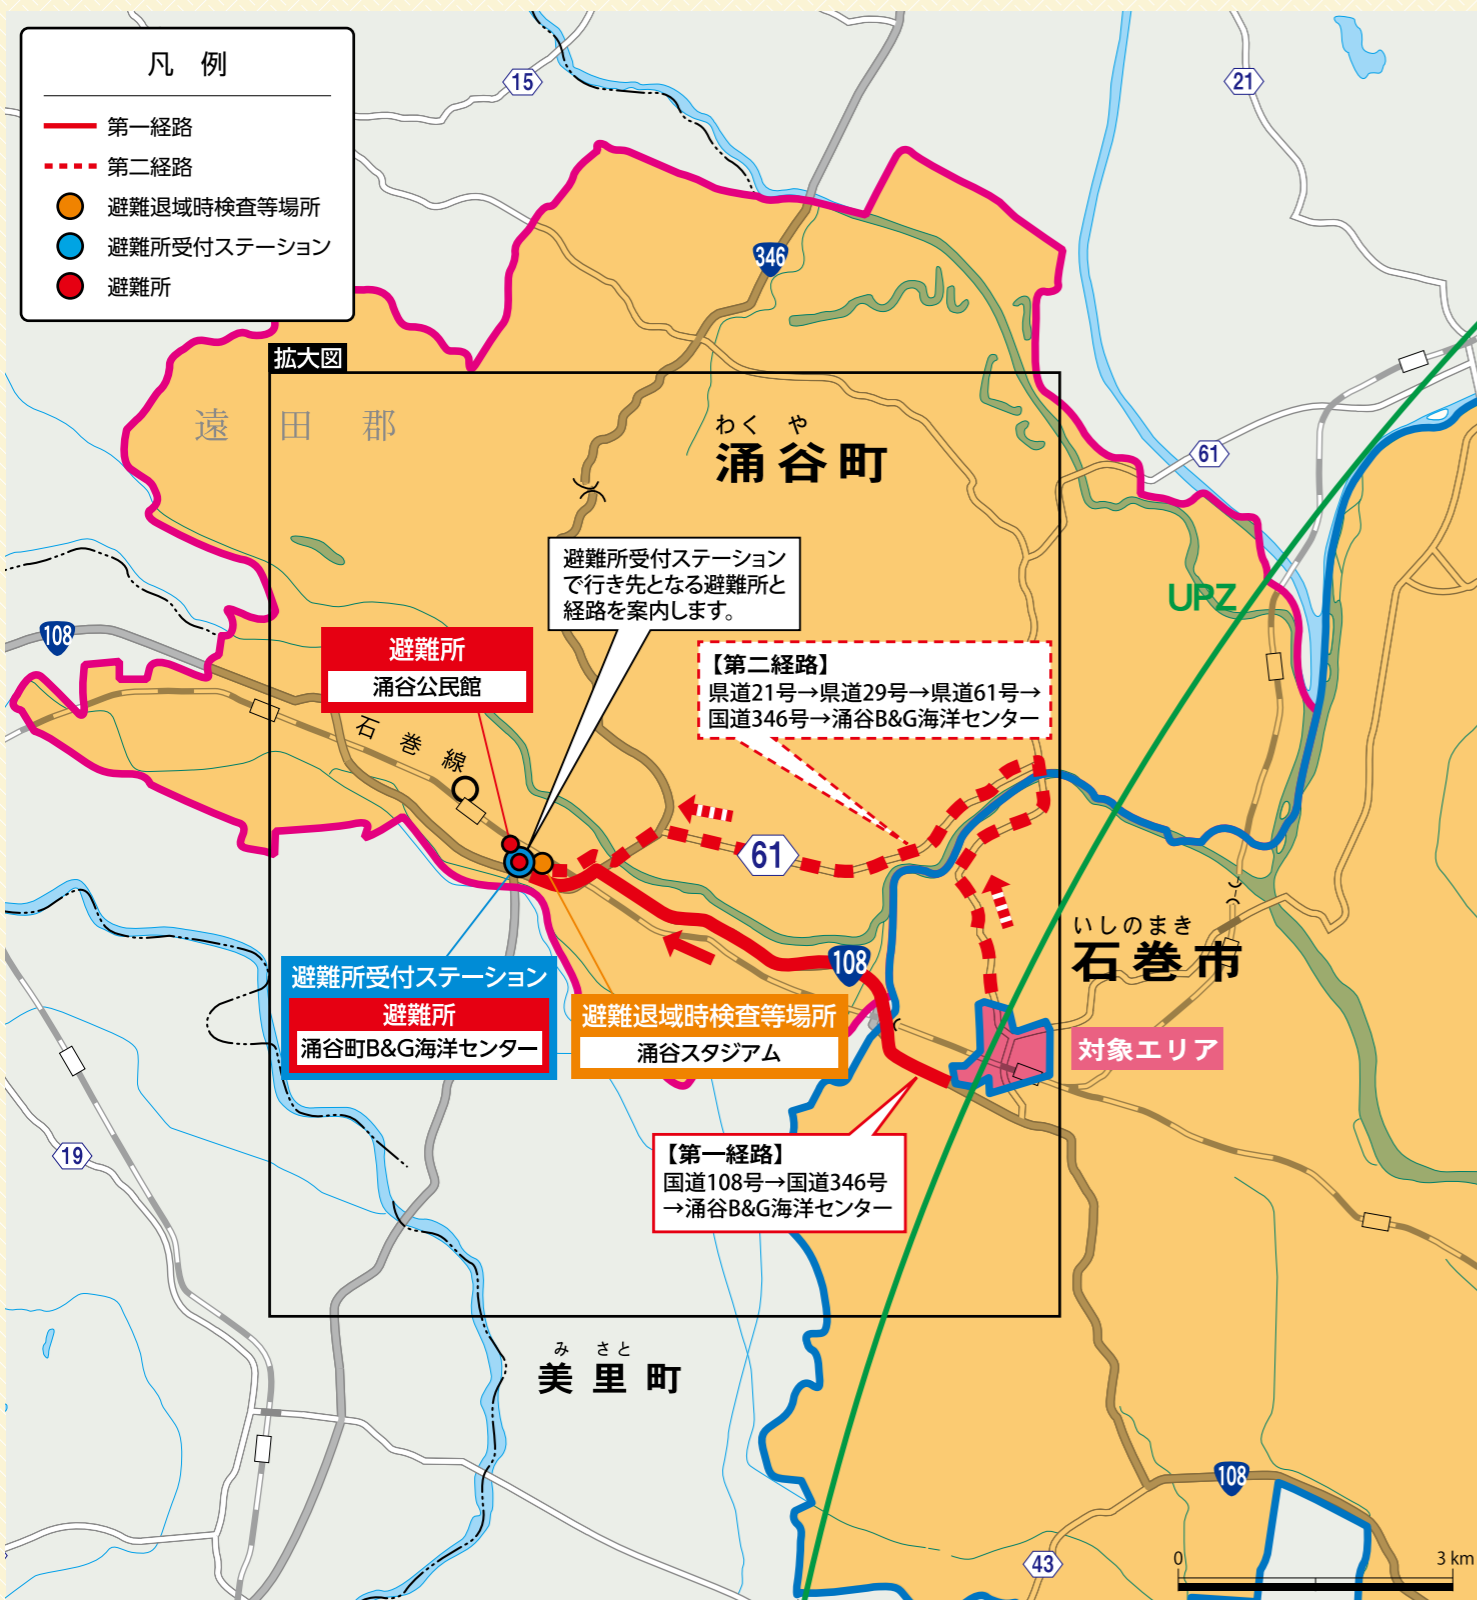 凡 例
第一経路
第二経路
避難退域時検査等場所
避難所受付ステーション
避難所
15
21
346
拡大図
遠 田 郡
わく や
涌谷町
61
避難所受付ステーション
で行き先となる避難所と
経路を案内します。
UPZ
108
避難所
涌谷公民館
【第二経路】
県道21号→県道29号→県道61号→
国道346号→涌谷B&G海洋センター
石巻線
61
いしのまき
石巻市
108
避難所受付ステーション
避難所
涌谷町B&G海洋センター
避難退域時検査等場所
涌谷スタジアム
対象エリア
19
【第一経路】
国道108号→国道346号
→涌谷B&G海洋センター
み さと
美里町
108
43
0
3 km